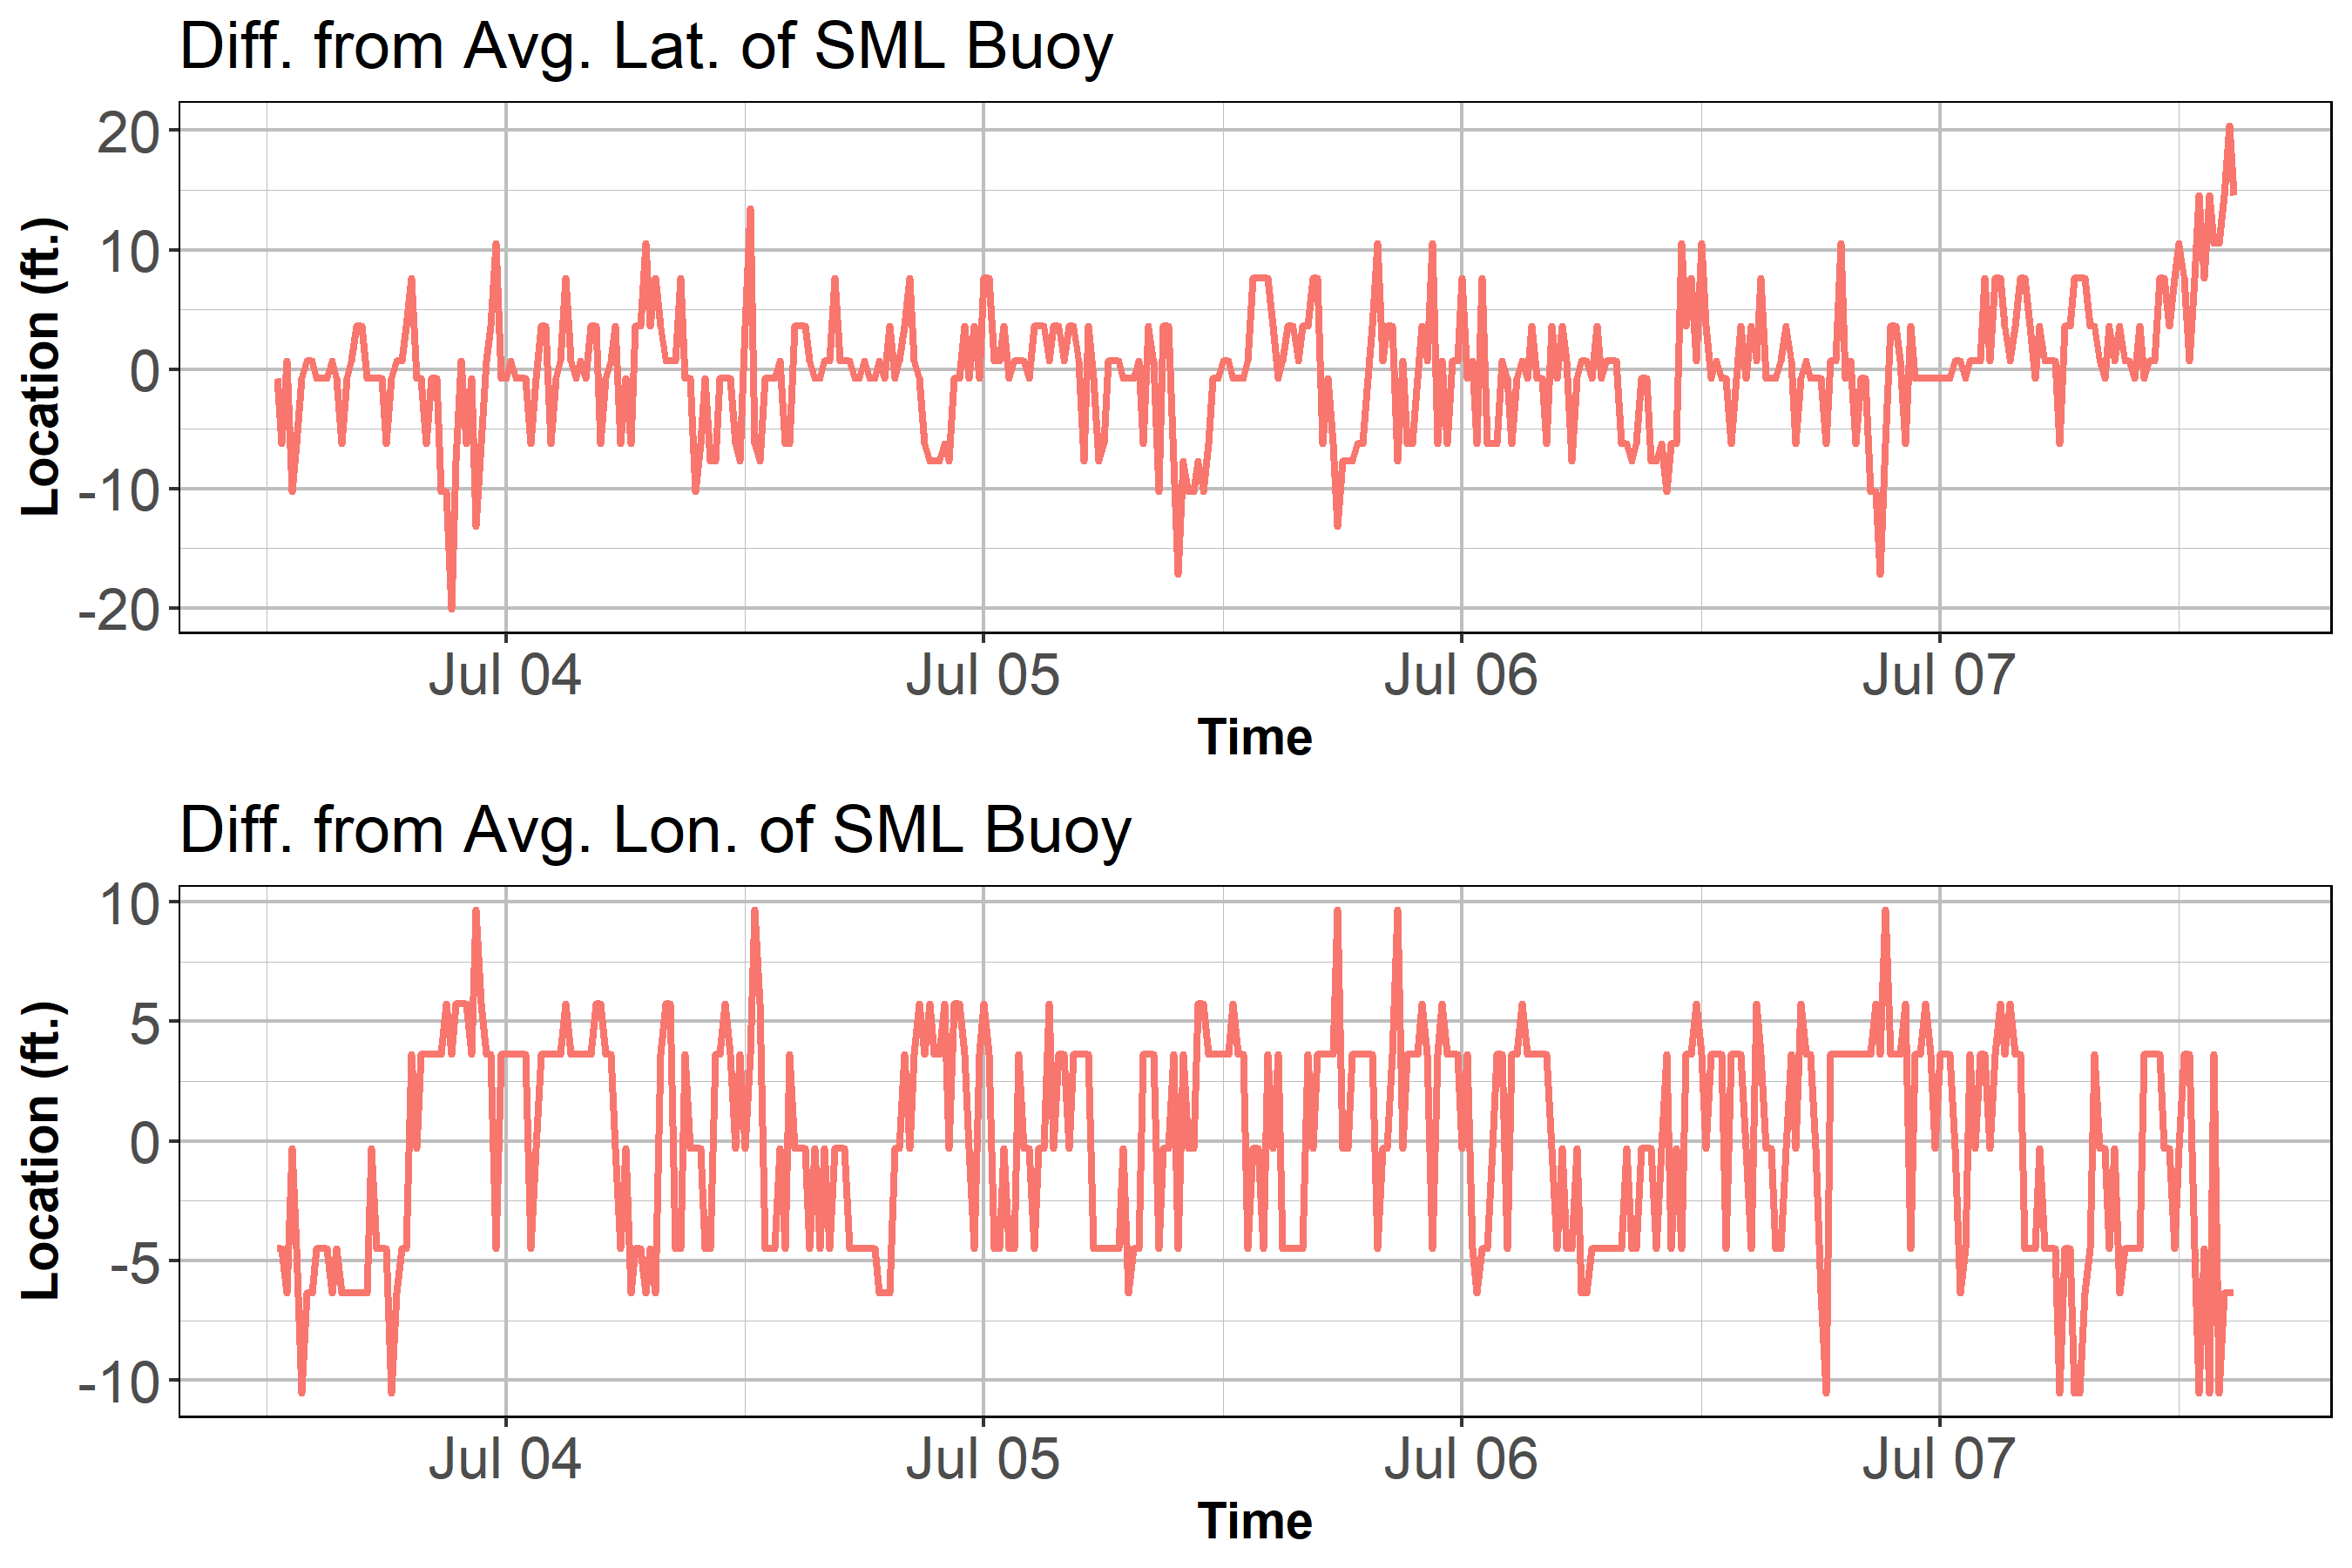 Diff. from Avg. Lat. of SML Buoy
Location (ft.)
20
10
0
-10
-20
Jul 04 Jul 05 Jul 06 Jul 07
Time
Diff. from Avg. Lon. of SML Buoy
Location (ft.)
10
5
0
-5
-10
Jul 04 Jul 05 Jul 06 Jul 07
Time